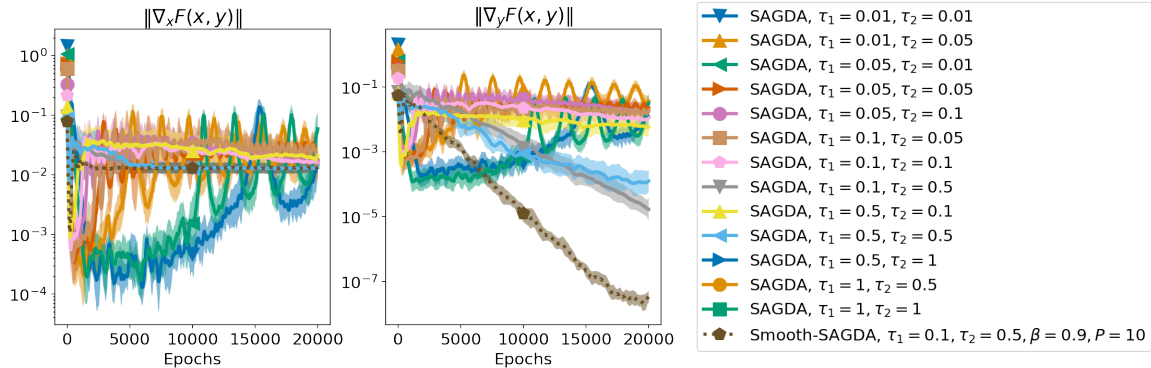 ‖∇ₓF(x, y)‖
10⁰
10⁻¹
10⁻²
10⁻³
10⁻⁴
0 5000 10000 15000 20000
Epochs
‖∇ᵧF(x, y)‖
10⁻¹
10⁻³
10⁻⁵
10⁻⁷
0 5000 10000 15000 20000
Epochs
SAGDA, τ₁ = 0.01, τ₂ = 0.01
SAGDA, τ₁ = 0.01, τ₂ = 0.05
SAGDA, τ₁ = 0.05, τ₂ = 0.01
SAGDA, τ₁ = 0.05, τ₂ = 0.05
SAGDA, τ₁ = 0.05, τ₂ = 0.1
SAGDA, τ₁ = 0.1, τ₂ = 0.05
SAGDA, τ₁ = 0.1, τ₂ = 0.1
SAGDA, τ₁ = 0.1, τ₂ = 0.5
SAGDA, τ₁ = 0.5, τ₂ = 0.1
SAGDA, τ₁ = 0.5, τ₂ = 0.5
SAGDA, τ₁ = 0.5, τ₂ = 1
SAGDA, τ₁ = 1, τ₂ = 0.5
SAGDA, τ₁ = 1, τ₂ = 1
Smooth-SAGDA, τ₁ = 0.1, τ₂ = 0.5, β = 0.9, P = 10